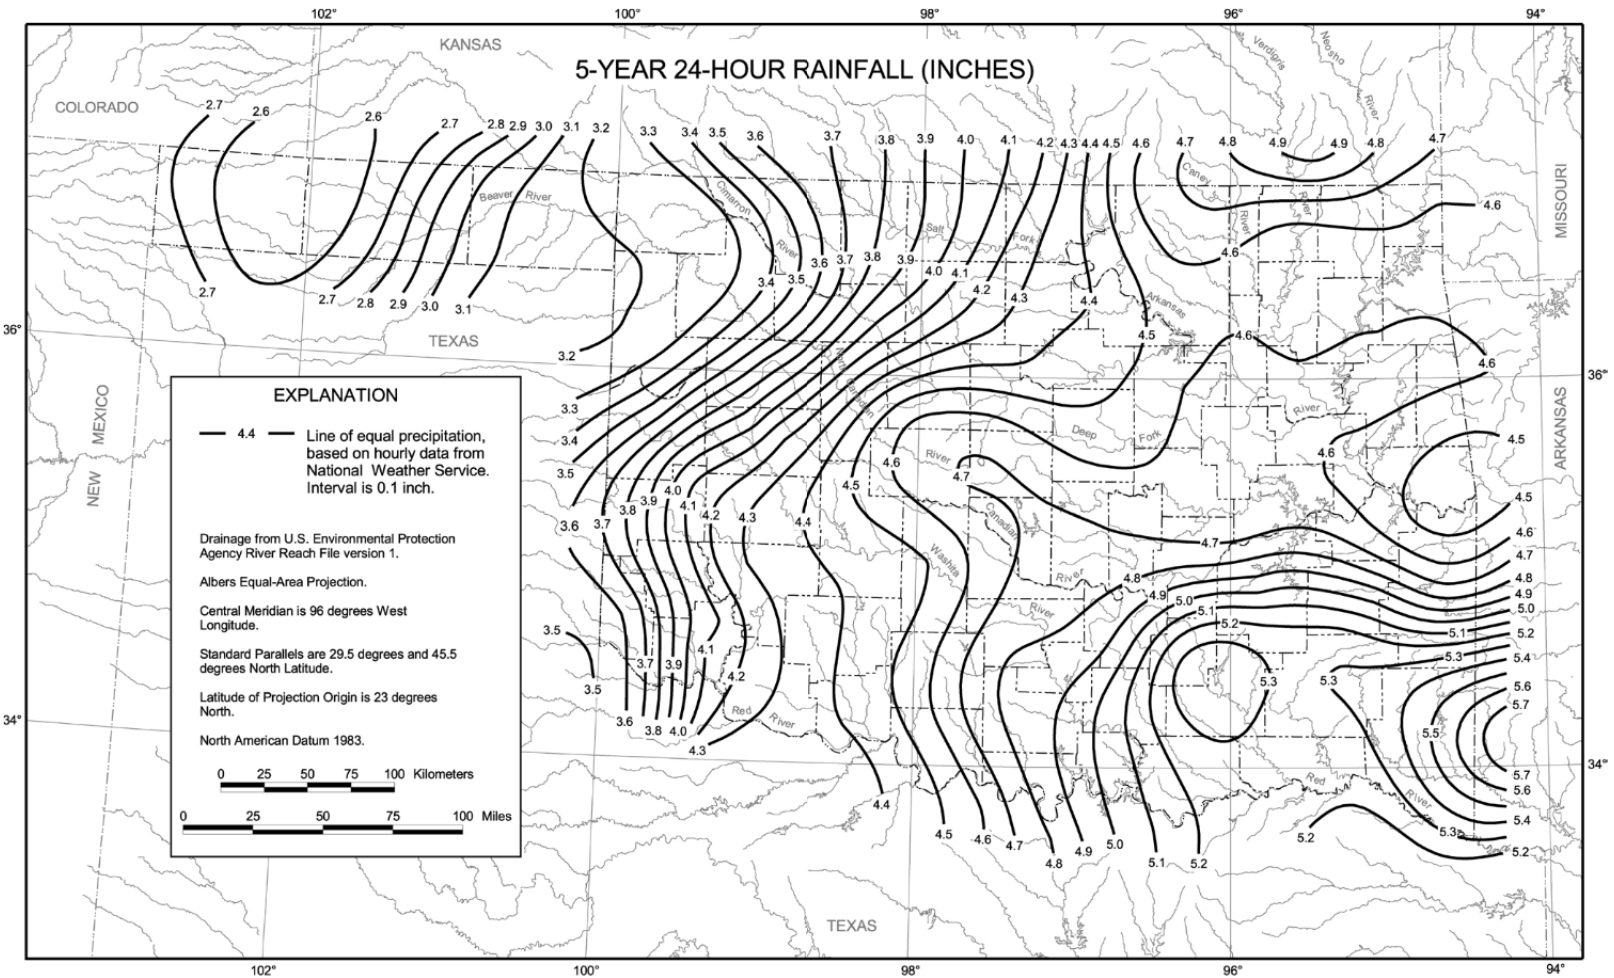 102°
100°
98°
96°
94°
KANSAS
Verdigris
Neosho
River
5-YEAR 24-HOUR RAINFALL (INCHES)
COLORADO
MISSOURI
2.7
2.6
2.6
2.7
2.8
2.9
3.0
3.1
3.2
3.3
3.4
3.5
3.6
3.7
3.8
3.9
4.0
4.1
4.2
4.3
4.4
4.5
4.6
4.7
4.8
4.9
4.9
4.8
4.7
Caney
Beaver River
Cimarron
River
Salt
Fork
River
River
4.6
4.6
2.7
2.7
2.8
2.9
3.0
3.1
3.4
3.5
3.6
3.7
3.8
3.9
4.0
4.1
4.2
4.3
4.4
Arkansas
4.5
4.6
36°
36°
TEXAS
3.2
4.6
North Canadian
NEW MEXICO
ARKANSAS
3.3
3.4
3.5
3.6
3.7
3.8
3.9
4.0
4.1
4.2
4.3
4.4
4.5
4.6
River
4.7
Deep Fork
River
4.6
4.5
4.5
4.6
4.7
4.8
4.9
5.0
5.2
5.4
5.6
5.7
Canadian
Washita
River
River
4.7
4.8
4.9
5.0
5.1
5.2
5.1
5.3
5.3
5.3
5.5
3.5
3.5
3.7
3.9
4.1
4.2
3.6
3.8
4.0
4.3
Red River
34°
34°
Red
River
5.7
5.6
5.4
5.3
5.2
5.2
4.4
4.5
4.6
4.7
4.8
4.9
5.0
5.1
5.2
EXPLANATION
4.4
Line of equal precipitation,
based on hourly data from
National Weather Service.
Interval is 0.1 inch.
Drainage from U.S. Environmental Protection
Agency River Reach File version 1.
Albers Equal-Area Projection.
Central Meridian is 96 degrees West
Longitude.
Standard Parallels are 29.5 degrees and 45.5
degrees North Latitude.
Latitude of Projection Origin is 23 degrees
North.
North American Datum 1983.
0 25 50 75 100 Kilometers
0 25 50 75 100 Miles
TEXAS
102°
100°
98°
96°
94°